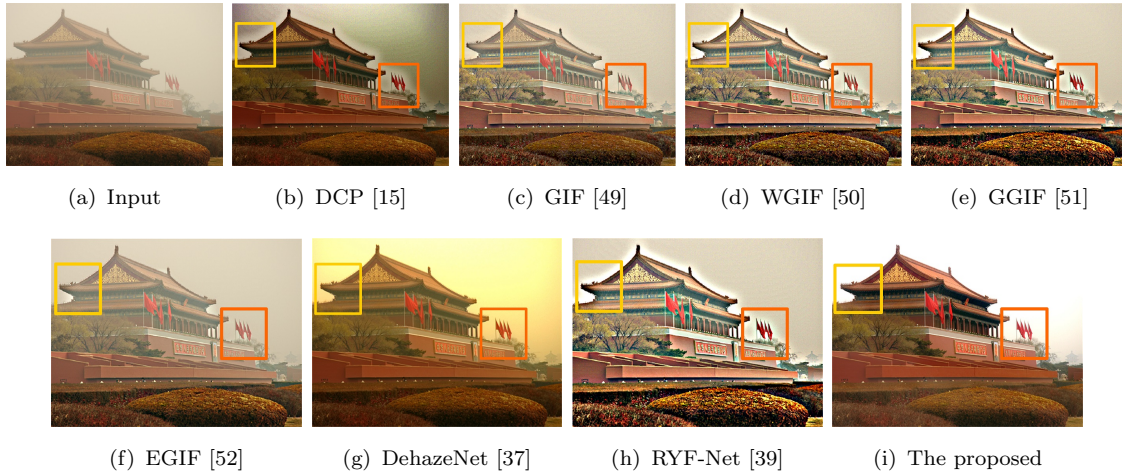 (a) Input
(b) DCP [15]
(c) GIF [49]
(d) WGIF [50]
(e) GGIF [51]
(f) EGIF [52]
(g) DehazeNet [37]
(h) RYF-Net [39]
(i) The proposed